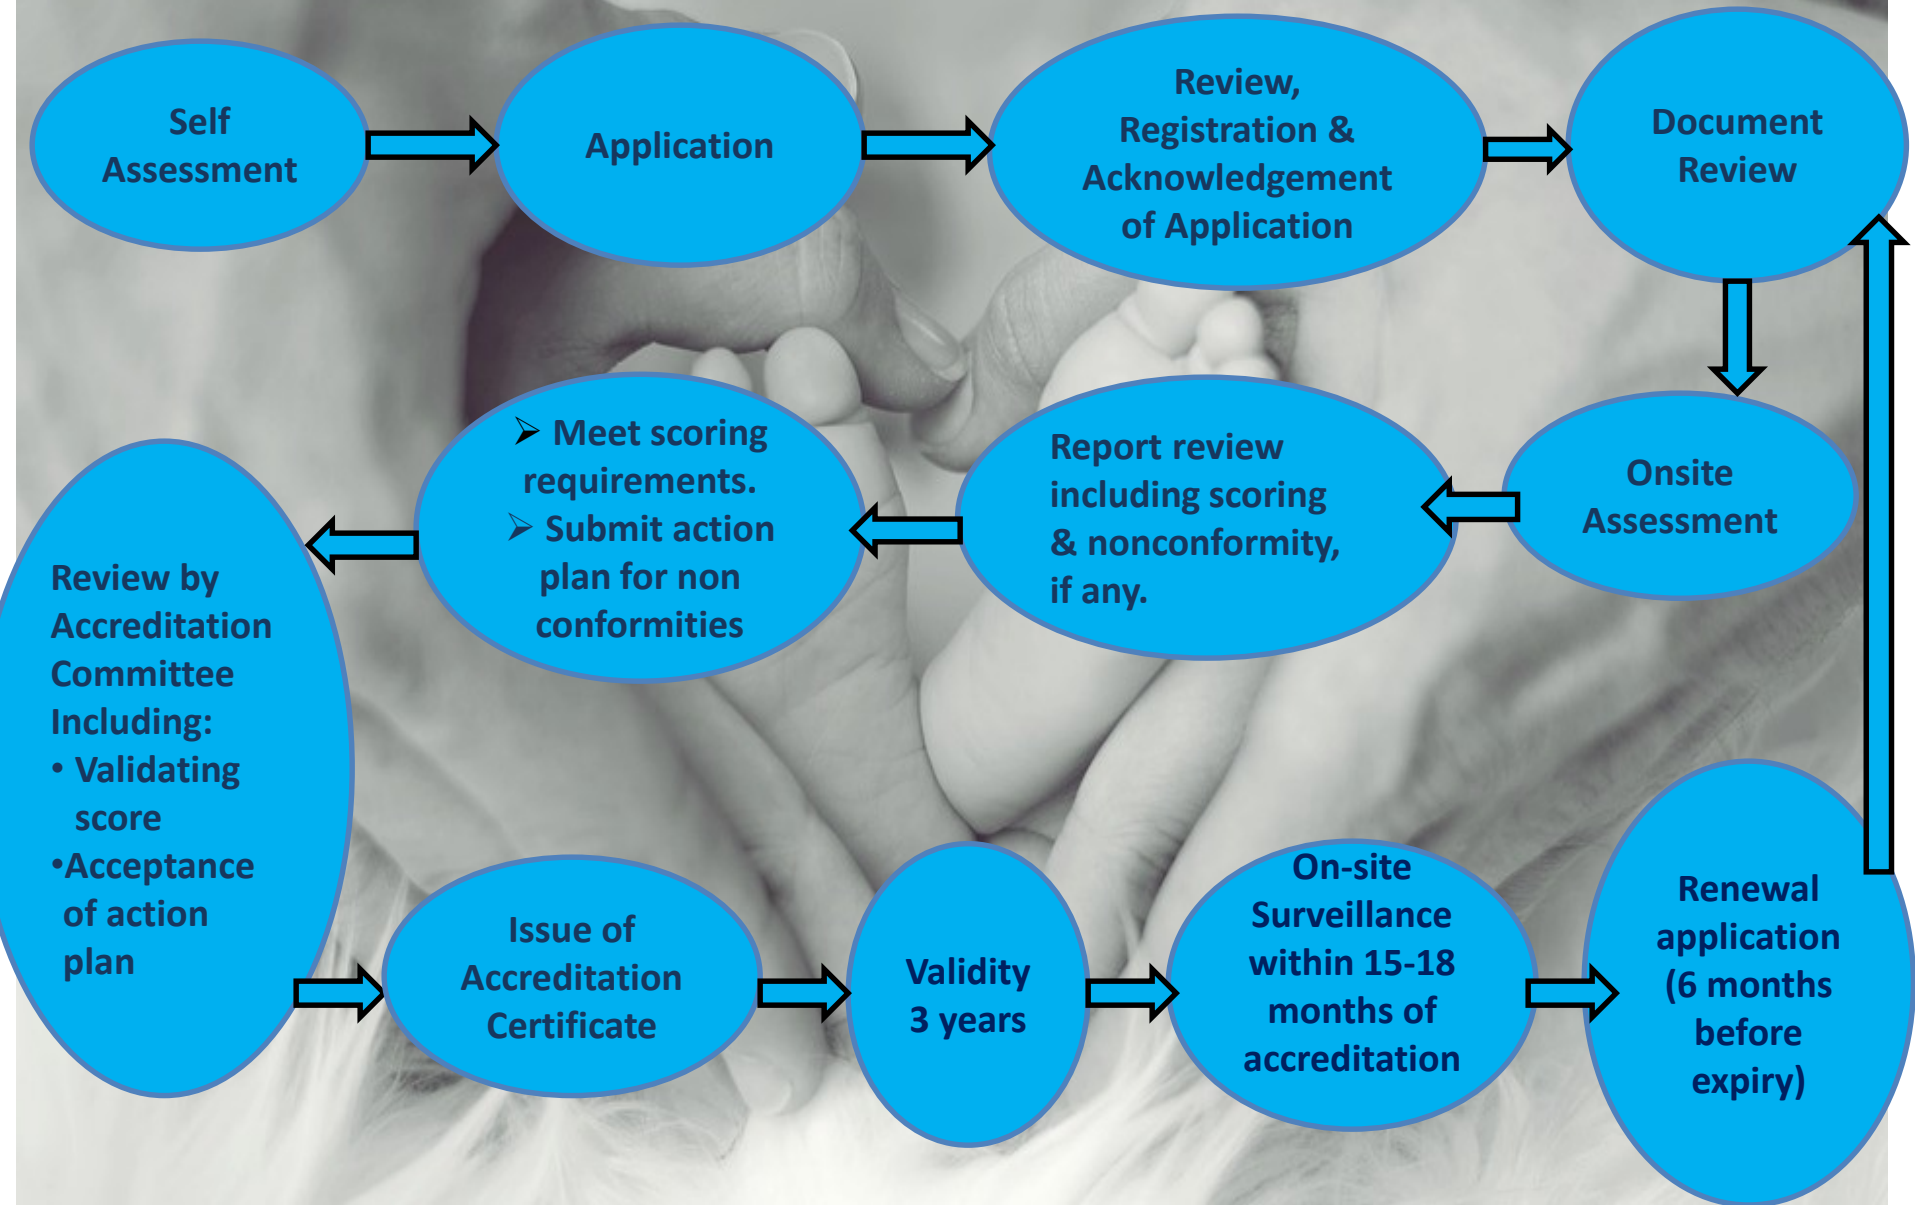 Self
Assessment
Application
Review,
Registration &
Acknowledgement
of Application
Document
Review
Onsite
Assessment
Report review
including scoring
& nonconformity,
if any.
➢ Meet scoring
requirements.
➢ Submit action
plan for non
conformities
Review by
Accreditation
Committee
Including:
• Validating
score
•Acceptance
of action
plan
Issue of
Accreditation
Certificate
Validity
3 years
On-site
Surveillance
within 15-18
months of
accreditation
Renewal
application
(6 months
before
expiry)